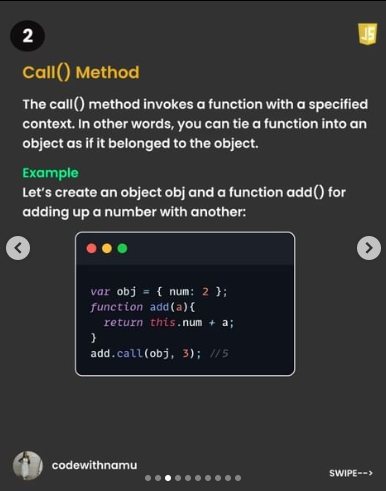 2
JS
Call() Method
The call() method invokes a function with a specified
context. In other words, you can tie a function into an
object as if it belonged to the object.
Example
Let's create an object obj and a function add() for
adding up a number with another:
var obj = { num: 2 };
function add(a){
return this.num + a;
}
add.call(obj, 3); //5
codewithnamu
SWIPE-->